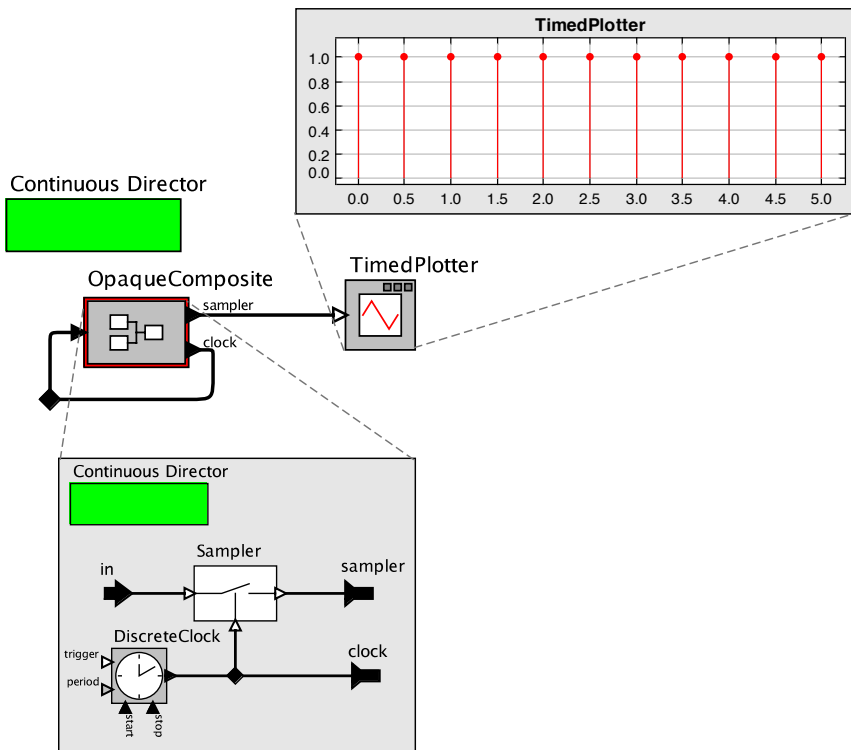 TimedPlotter
1.0
0.8
0.6
0.4
0.2
0.0
0.0 0.5 1.0 1.5 2.0 2.5 3.0 3.5 4.0 4.5 5.0
Continuous Director
OpaqueComposite
sampler
clock
TimedPlotter
Continuous Director
Sampler
in
sampler
DiscreteClock
trigger
period
start
stop
clock